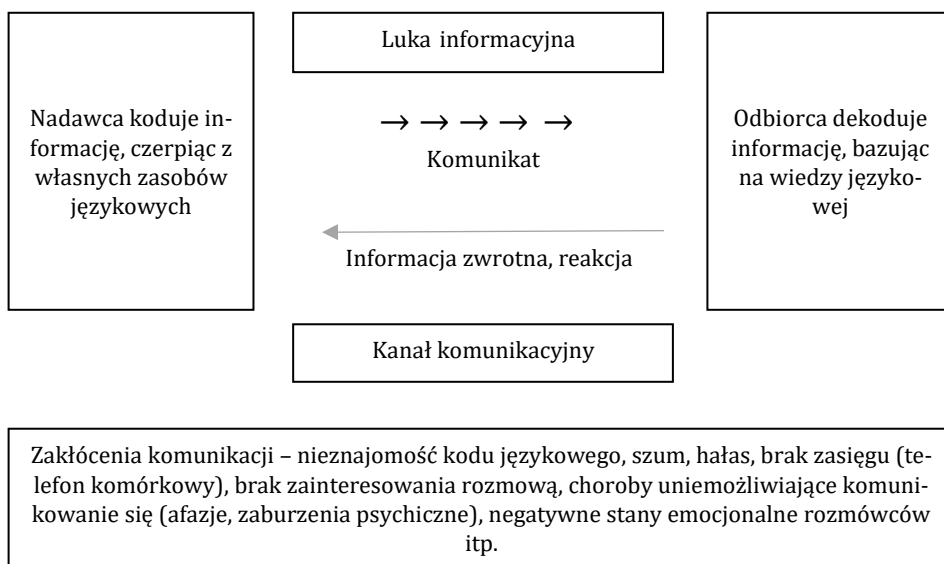 Luka informacyjna
Nadawca koduje in-
formację, czerpiąc z
własnych zasobów
językowych
→ → → → →
Komunikat
Odbiorca dekoduje
informację, bazując
na wiedzy języko-
wej
Informacja zwrotna, reakcja
Kanał komunikacyjny
Zakłócenia komunikacji – nieznajomość kodu językowego, szum, hałas, brak zasięgu (te-
lefon komórkowy), brak zainteresowania rozmową, choroby uniemożliwiające komuni-
kowanie się (afazje, zaburzenia psychiczne), negatywne stany emocjonalne rozmówców
itp.